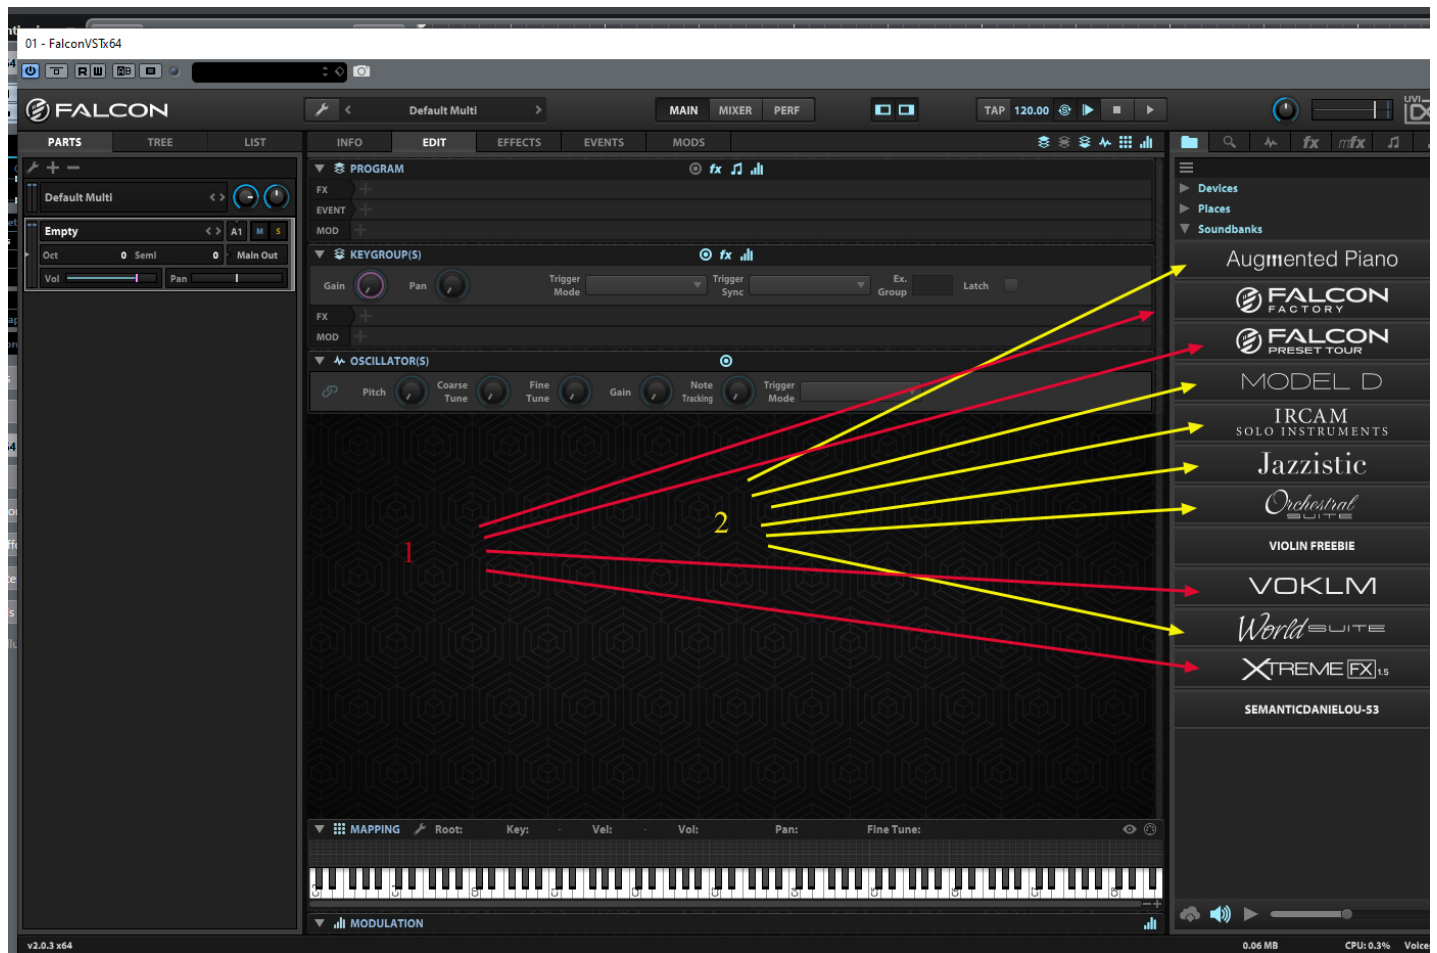 01 - FalconVSTx64
R W
FALCON
Default Multi
MAIN MIXER PERF
TAP 120.00
UVI
PARTS TREE LIST
INFO EDIT EFFECTS EVENTS MODS
fx mfx
Default Multi
Empty A1 M S
Oct 0 Semi 0 Main Out
Vol Pan
PROGRAM fx
FX
EVENT
MOD
KEYGROUP(S) fx
Gain Pan Trigger Mode Trigger Sync Ex. Group Latch
FX
MOD
OSCILLATOR(S)
Pitch Coarse Tune Fine Tune Gain Note Tracking Trigger Mode
1
2
Devices
Places
Soundbanks
Augmented Piano
FALCON
FACTORY
FALCON
PRESET TOUR
MODEL D
IRCAM
SOLO INSTRUMENTS
Jazzistic
Orchestral
SUITE
VIOLIN FREEBIE
VOKLM
World SUITE
XTREME FX 1.5
SEMANTICDANIELOU-53
MAPPING Root: Key: - Vel: - Vol: Pan: Fine Tune:
MODULATION
v2.0.3 x64
0.06 MB CPU: 0.3% Voice